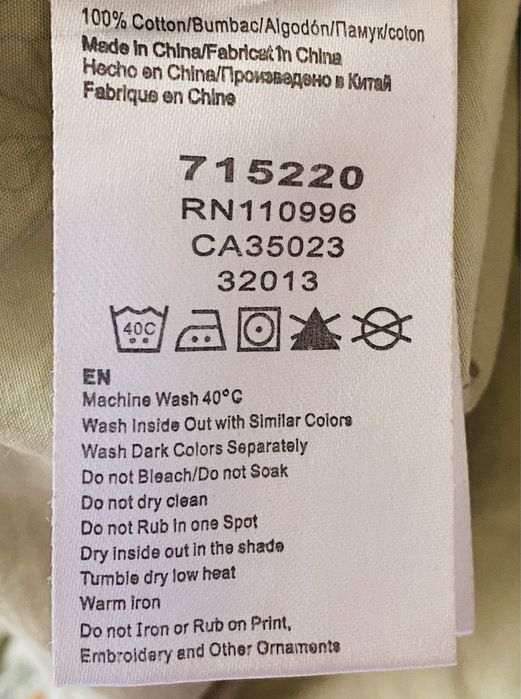 100% Cotton/Bumbac/Algodón/Памук/coton
Made in China/Fabricat în China
Hecho en China/Произведено в Китай
Fabrique en Chine
715220
RN110996
CA35023
32013
40C
EN
Machine Wash 40°C
Wash Inside Out with Similar Colors
Wash Dark Colors Separately
Do not Bleach/Do not Soak
Do not dry clean
Do not Rub in one Spot
Dry inside out in the shade
Tumble dry low heat
Warm iron
Do not Iron or Rub on Print,
Embroidery and Other Ornaments